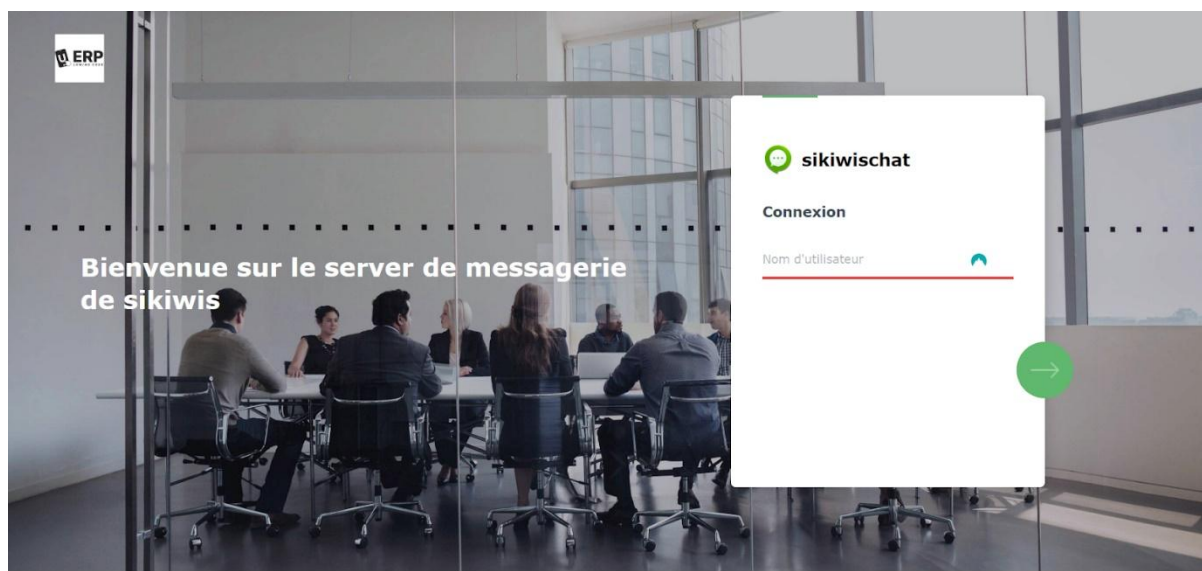 ERP
Bienvenue sur le server de messagerie
de sikiwis
sikiwischat
Connexion
Nom d'utilisateur